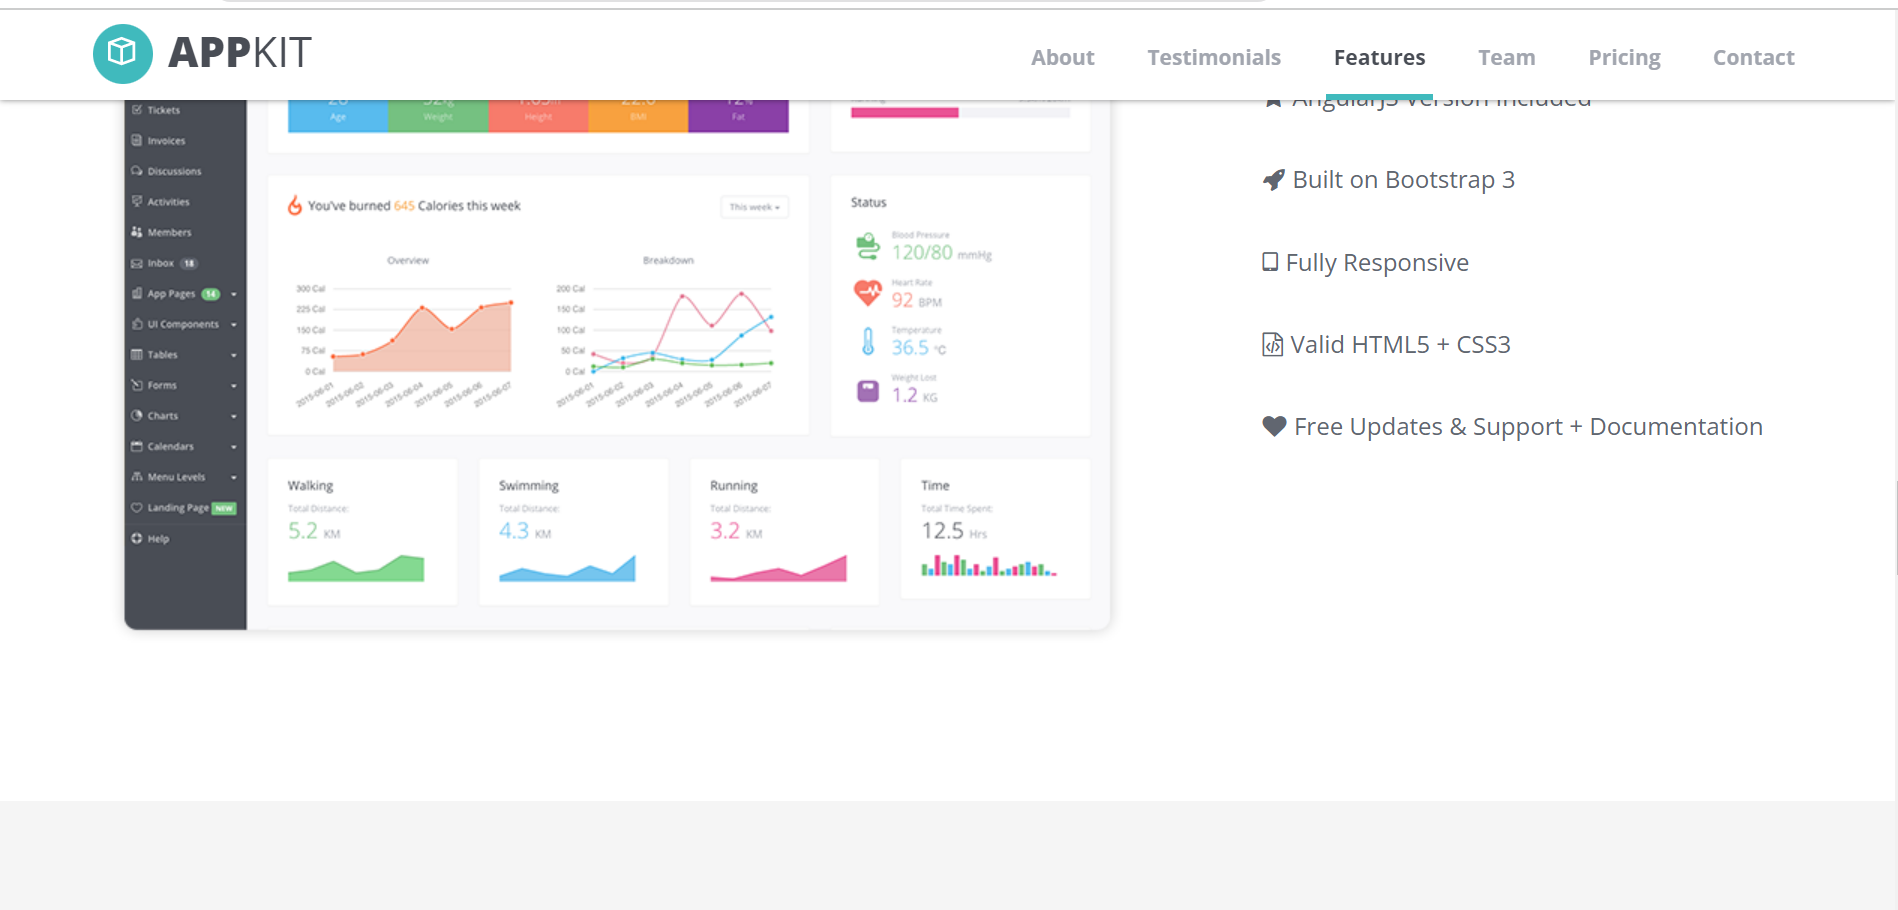 APPKIT
About Testimonials Features Team Pricing Contact
Tickets
Invoices
Discussions
Activities
Members
Inbox 18
App Pages 14
UI Components
Tables
Forms
Charts
Calendars
Menu Levels
Landing Page NEW
Help
Age Weight Height BMI Fat
You've burned 645 Calories this week
This week
Overview
300 Cal
225 Cal
150 Cal
75 Cal
0 Cal
2015-06-01 2015-06-02 2015-06-03 2015-06-04 2015-06-05 2015-06-06 2015-06-07
Breakdown
200 Cal
150 Cal
100 Cal
50 Cal
0 Cal
2015-06-01 2015-06-02 2015-06-03 2015-06-04 2015-06-05 2015-06-06 2015-06-07
Status
Blood Pressure
120/80 mmHg
Heart Rate
92 BPM
Temperature
36.5 °C
Weight Lost
1.2 KG
Walking
Total Distance:
5.2 KM
Swimming
Total Distance:
4.3 KM
Running
Total Distance:
3.2 KM
Time
Total Time Spent:
12.5 Hrs
AngularJS Version Included
Built on Bootstrap 3
Fully Responsive
Valid HTML5 + CSS3
Free Updates & Support + Documentation